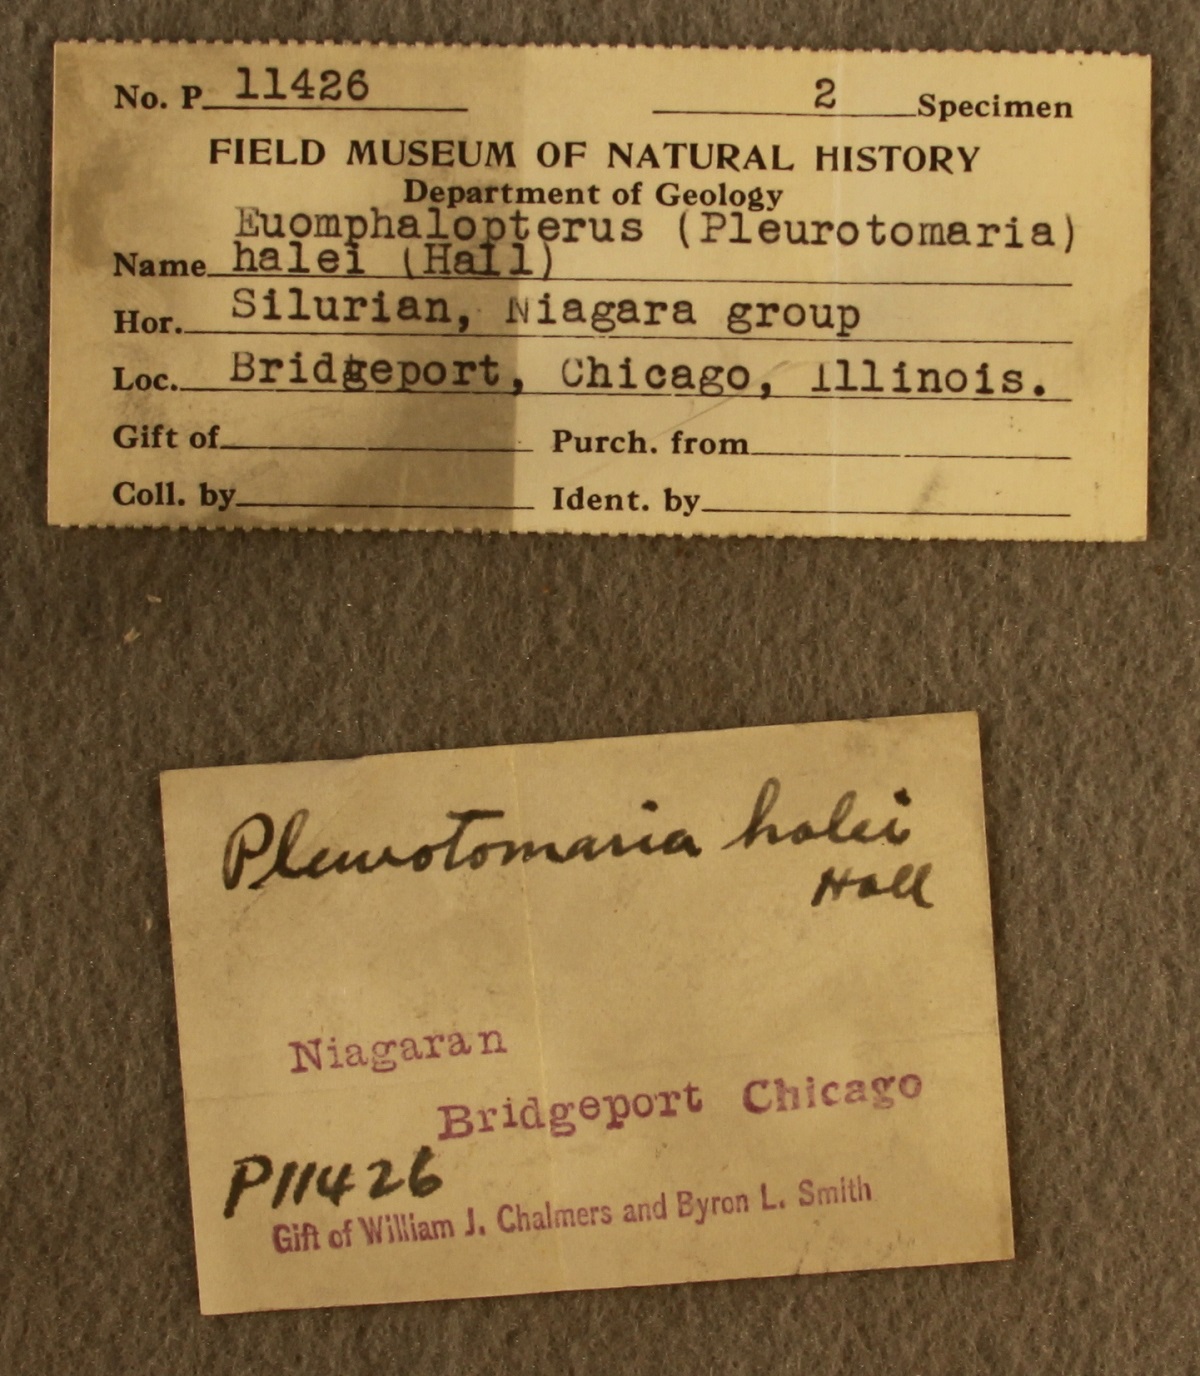 No. P 11426 2 Specimen
FIELD MUSEUM OF NATURAL HISTORY
Department of Geology
Euomphalopterus (Pleurotomaria)
Name halei (Hall)
Hor. Silurian, Niagara group
Loc. Bridgeport, Chicago, Illinois.
Gift of Purch. from
Coll. by Ident. by
Pleurotomaria halei
Hall
Niagaran
Bridgeport Chicago
P11426
Gift of William J. Chalmers and Byron L. Smith